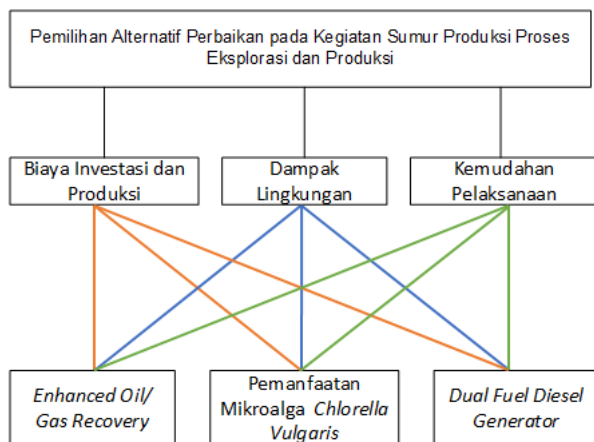 Pemilihan Alternatif Perbaikan pada Kegiatan Sumur Produksi Proses
Eksplorasi dan Produksi
Biaya Investasi dan
Produksi
Dampak
Lingkungan
Kemudahan
Pelaksanaan
Enhanced Oil/
Gas Recovery
Pemanfaatan
Mikroalga Chlorella
Vulgaris
Dual Fuel Diesel
Generator